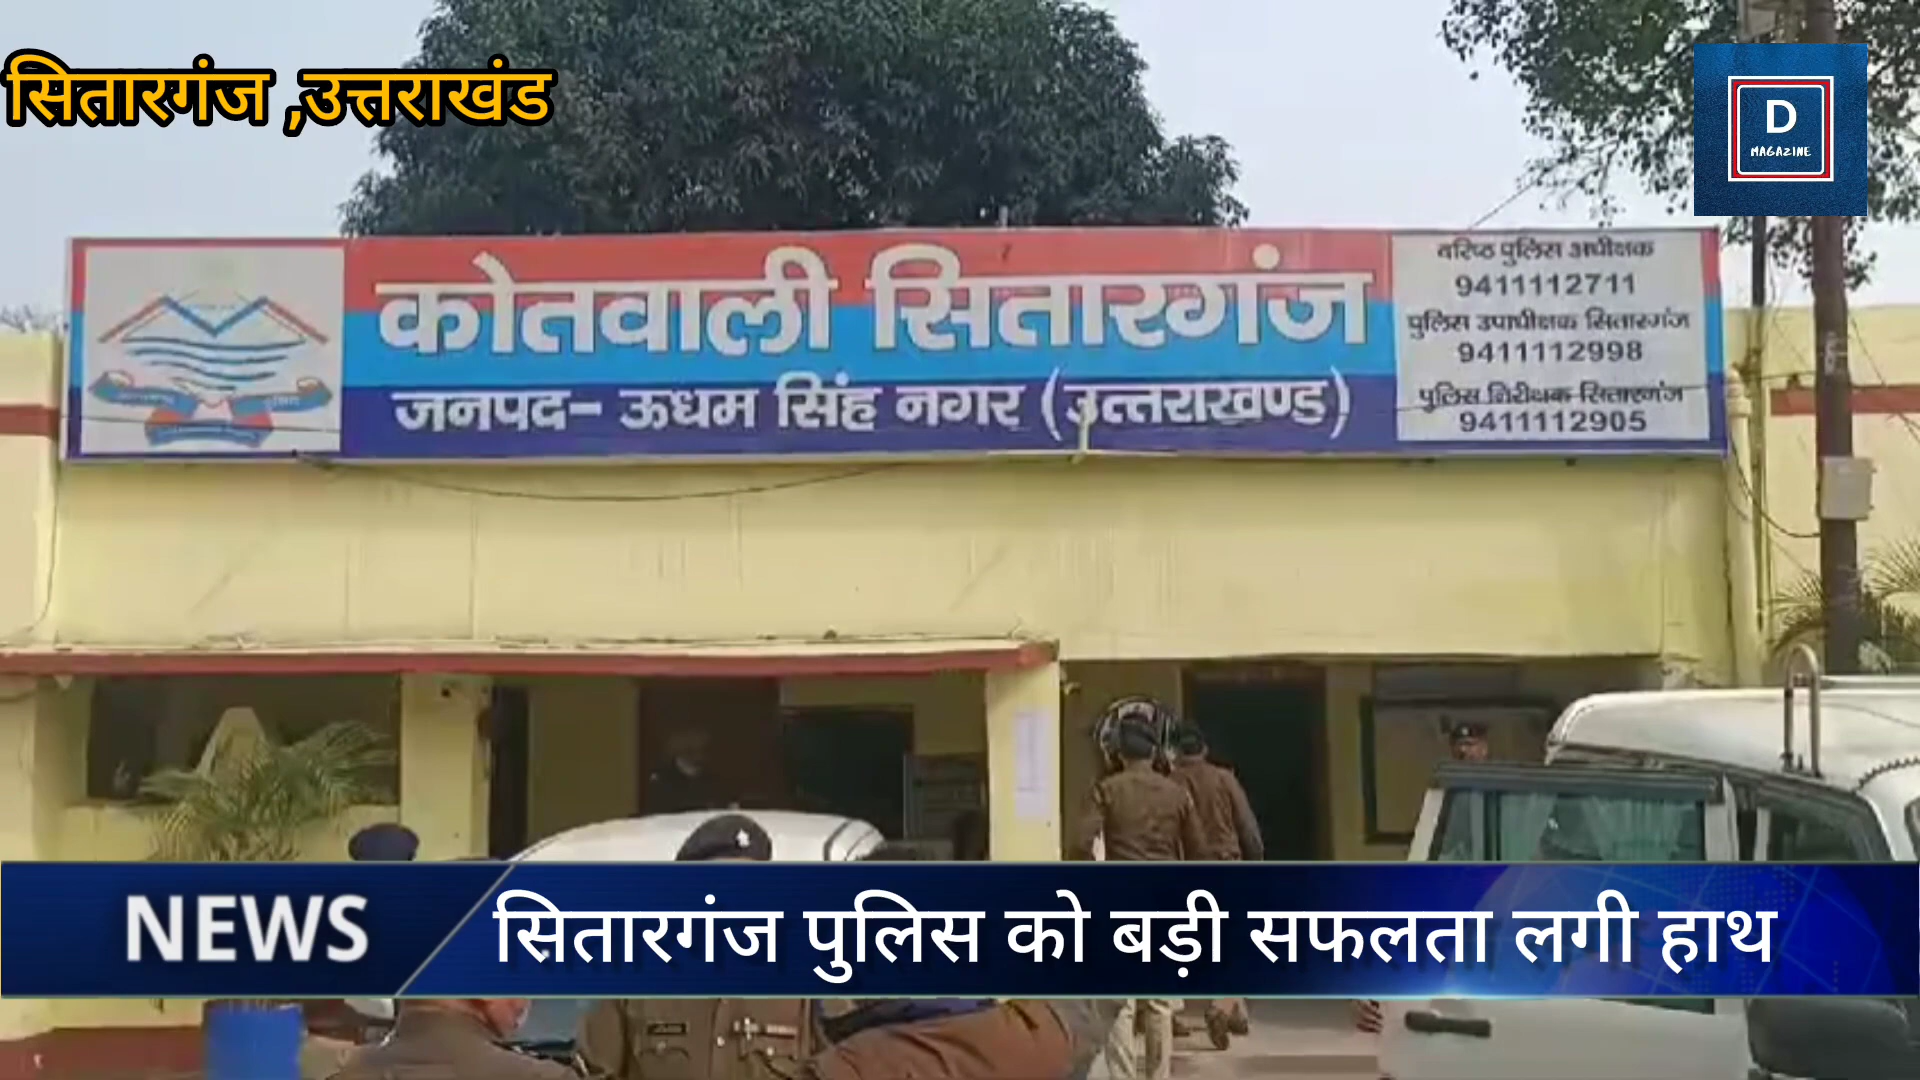 सितारगंज ,उत्तराखंड
D
MAGAZINE
कोतवाली सितारगंज
जनपद- ऊधम सिंह नगर (उत्तराखण्ड)
वरिष्ठ पुलिस अधीक्षक
9411112711
पुलिस उपाधीक्षक सितारगंज
9411112998
पुलिस निरीक्षक सितारगंज
9411112905
NEWS
सितारगंज पुलिस को बड़ी सफलता लगी हाथ